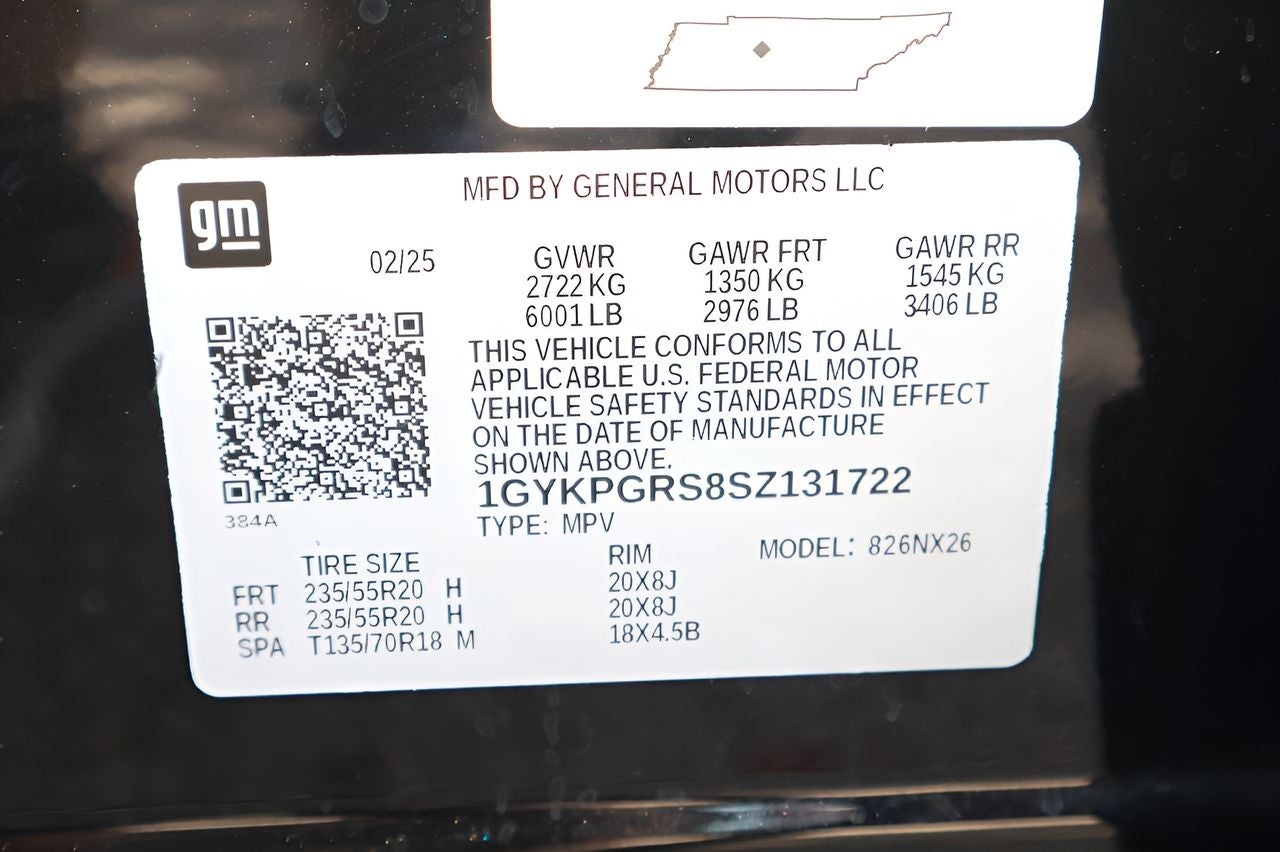 gm
MFD BY GENERAL MOTORS LLC
02/25 GVWR GAWR FRT GAWR RR
2722 KG 1350 KG 1545 KG
6001 LB 2976 LB 3406 LB
THIS VEHICLE CONFORMS TO ALL
APPLICABLE U.S. FEDERAL MOTOR
VEHICLE SAFETY STANDARDS IN EFFECT
ON THE DATE OF MANUFACTURE
SHOWN ABOVE.
1GYKPGRS8SZ131722
384A
TYPE: MPV
TIRE SIZE RIM MODEL: 826NX26
FRT 235/55R20 H 20X8J
RR 235/55R20 H 20X8J
SPA T135/70R18 M 18X4.5B